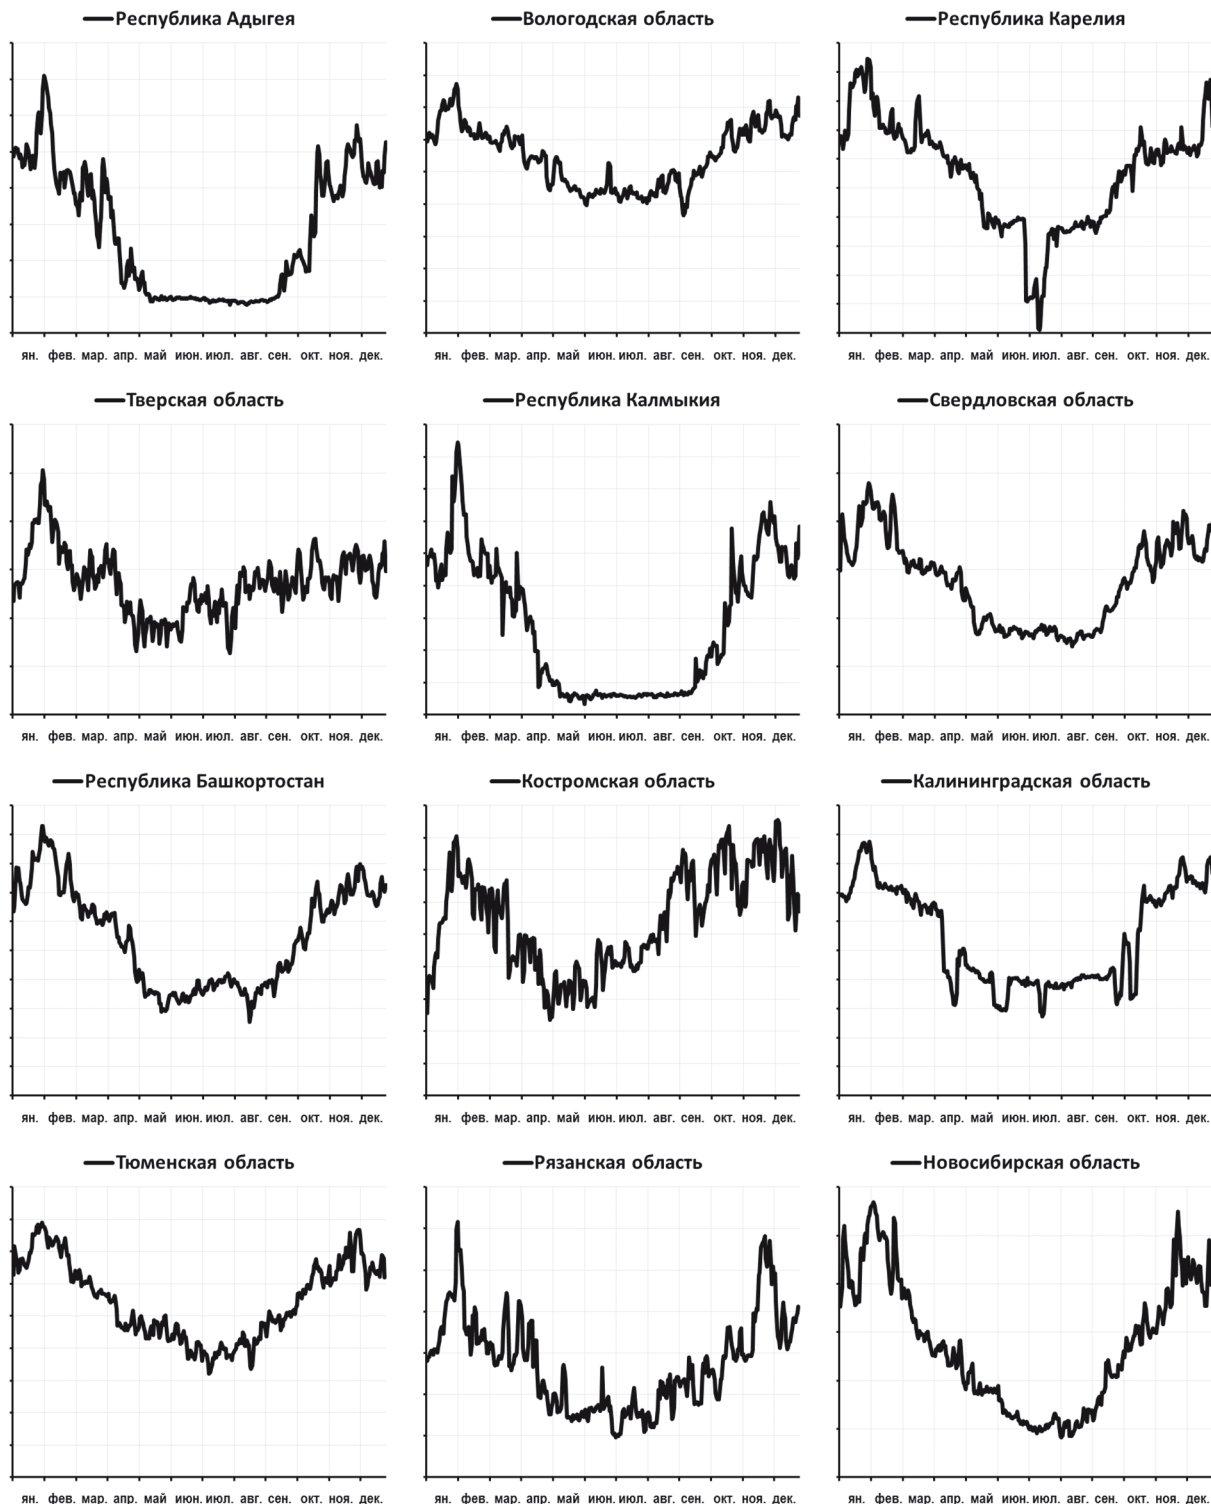 Республика Адыгея
Вологодская область
Республика Карелия
ян. фев. мар. апр. май июн. июл. авг. сен. окт. ноя. дек.
ян. фев. мар. апр. май июн. июл. авг. сен. окт. ноя. дек.
ян. фев. мар. апр. май июн. июл. авг. сен. окт. ноя. дек.
Тверская область
Республика Калмыкия
Свердловская область
ян. фев. мар. апр. май июн. июл. авг. сен. окт. ноя. дек.
ян. фев. мар. апр. май июн. июл. авг. сен. окт. ноя. дек.
ян. фев. мар. апр. май июн. июл. авг. сен. окт. ноя. дек.
Республика Башкортостан
Костромская область
Калининградская область
ян. фев. мар. апр. май июн. июл. авг. сен. окт. ноя. дек.
ян. фев. мар. апр. май июн. июл. авг. сен. окт. ноя. дек.
ян. фев. мар. апр. май июн. июл. авг. сен. окт. ноя. дек.
Тюменская область
Рязанская область
Новосибирская область
ян. фев. мар. апр. май июн. июл. авг. сен. окт. ноя. дек.
ян. фев. мар. апр. май июн. июл. авг. сен. окт. ноя. дек.
ян. фев. мар. апр. май июн. июл. авг. сен. окт. ноя. дек.